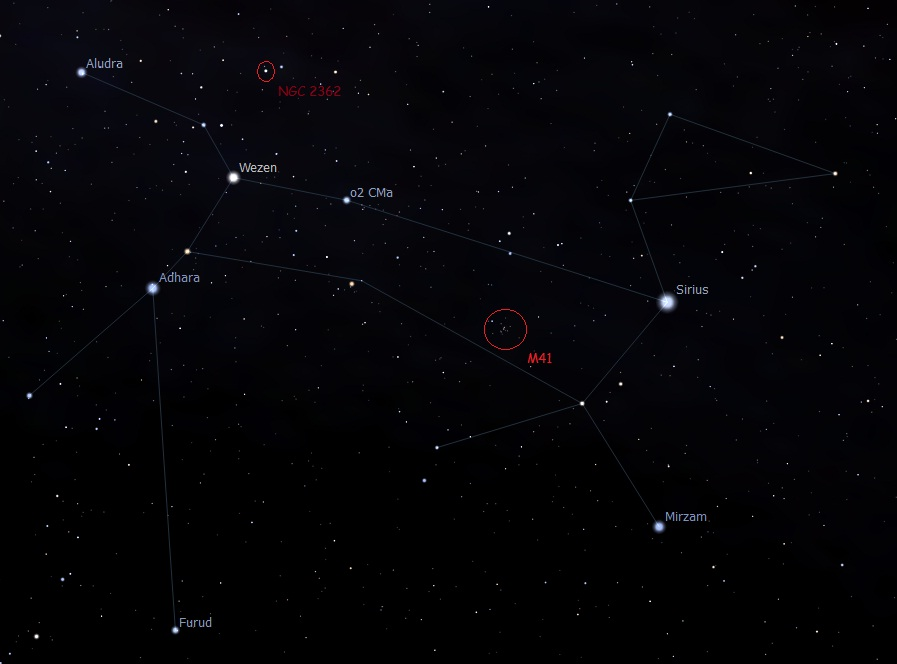 Aludra
NGC 2362
Wezen
o2 CMa
Adhara
Sirius
M41
Mirzam
Furud